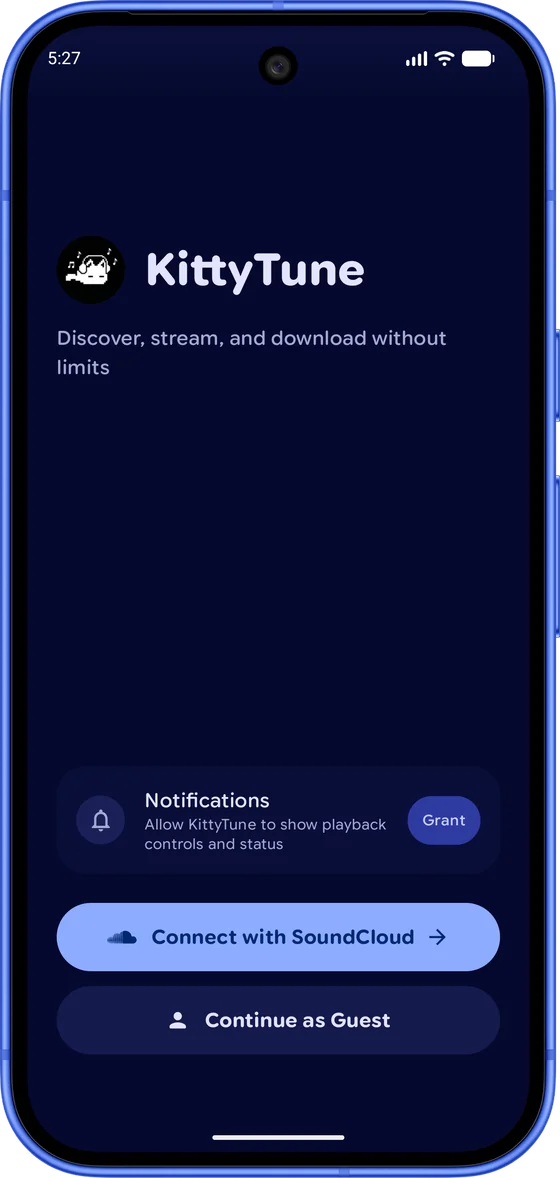 5:27
KittyTune
Discover, stream, and download without
limits
Notifications
Allow KittyTune to show playback
controls and status
Grant
Connect with SoundCloud
Continue as Guest